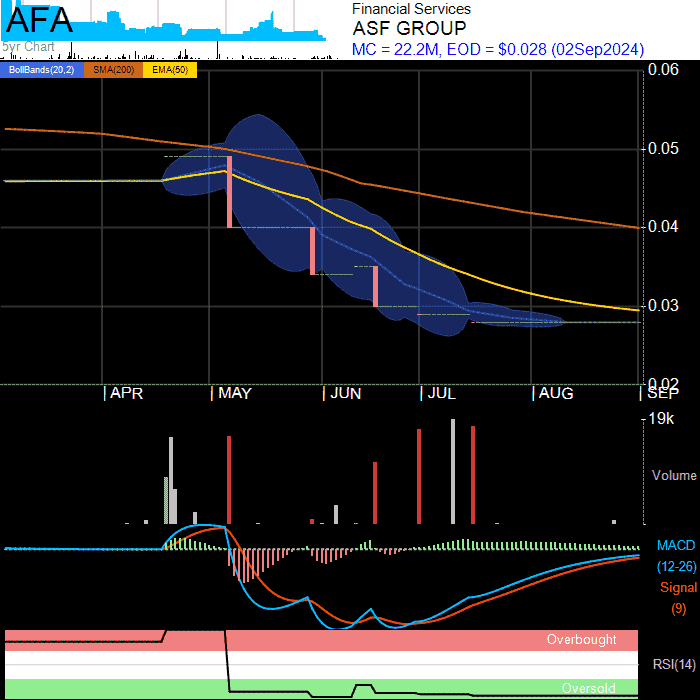 AFA
5yr Chart
Financial Services
ASF GROUP
MC = 22.2M, EOD = $0.028 (02Sep2024)
BollBands(20,2) SMA(200) EMA(50)
0.06
0.05
0.04
0.03
0.02
APR MAY JUN JUL AUG SEP
19k
Volume
MACD
(12-26)
Signal
(9)
Overbought
RSI(14)
Oversold